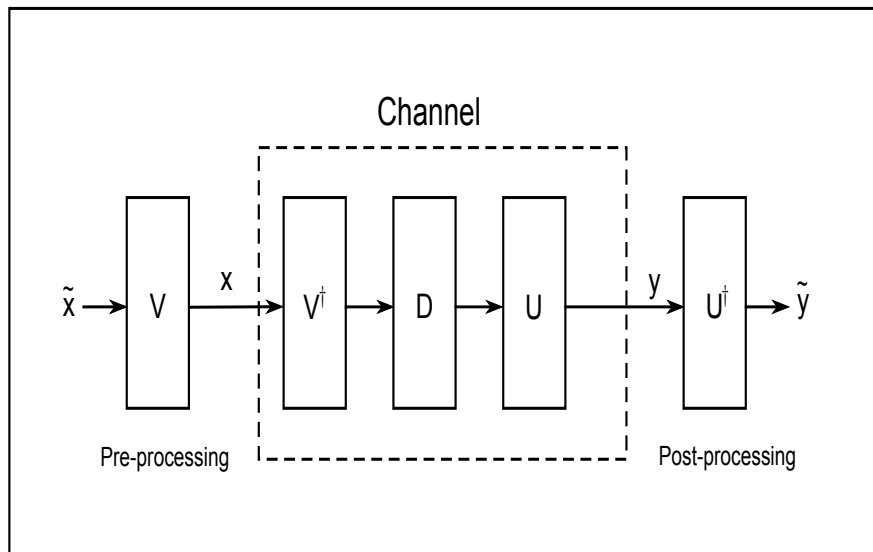 Channel
x̃
V
x
V†
D
U
y
U†
ỹ
Pre-processing
Post-processing